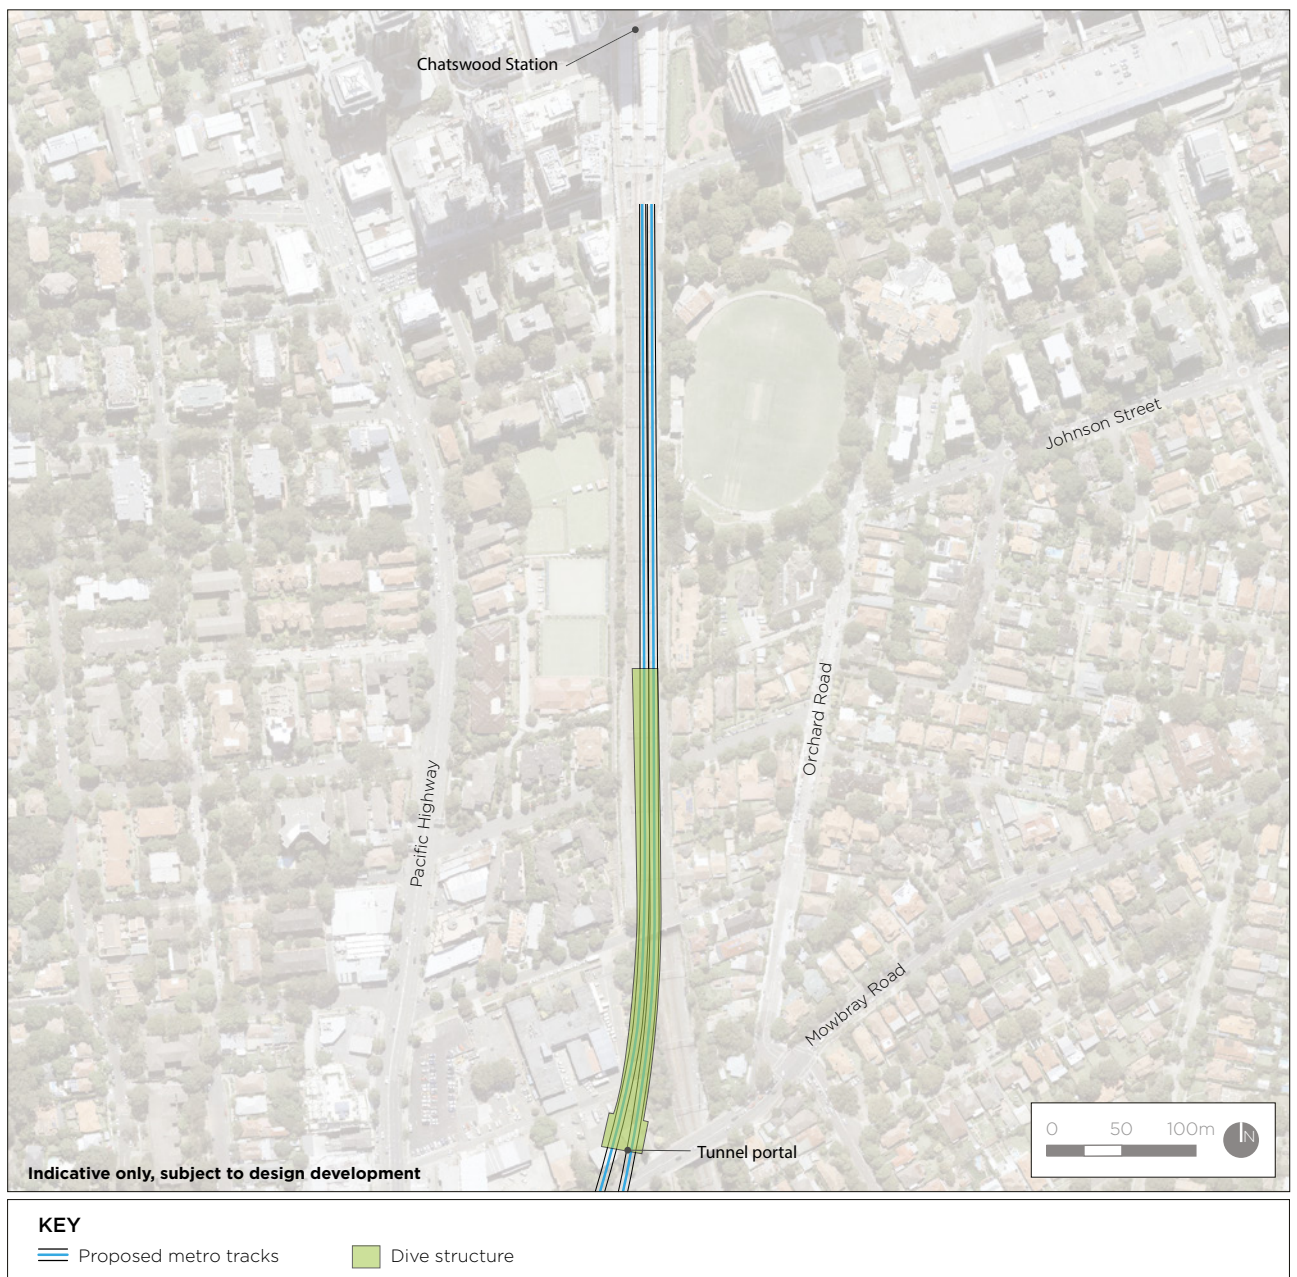 Chatswood Station
Johnson Street
Orchard Road
Pacific Highway
Mowbray Road
0 50 100m
N
Tunnel portal
Indicative only, subject to design development
KEY
Proposed metro tracks
Dive structure